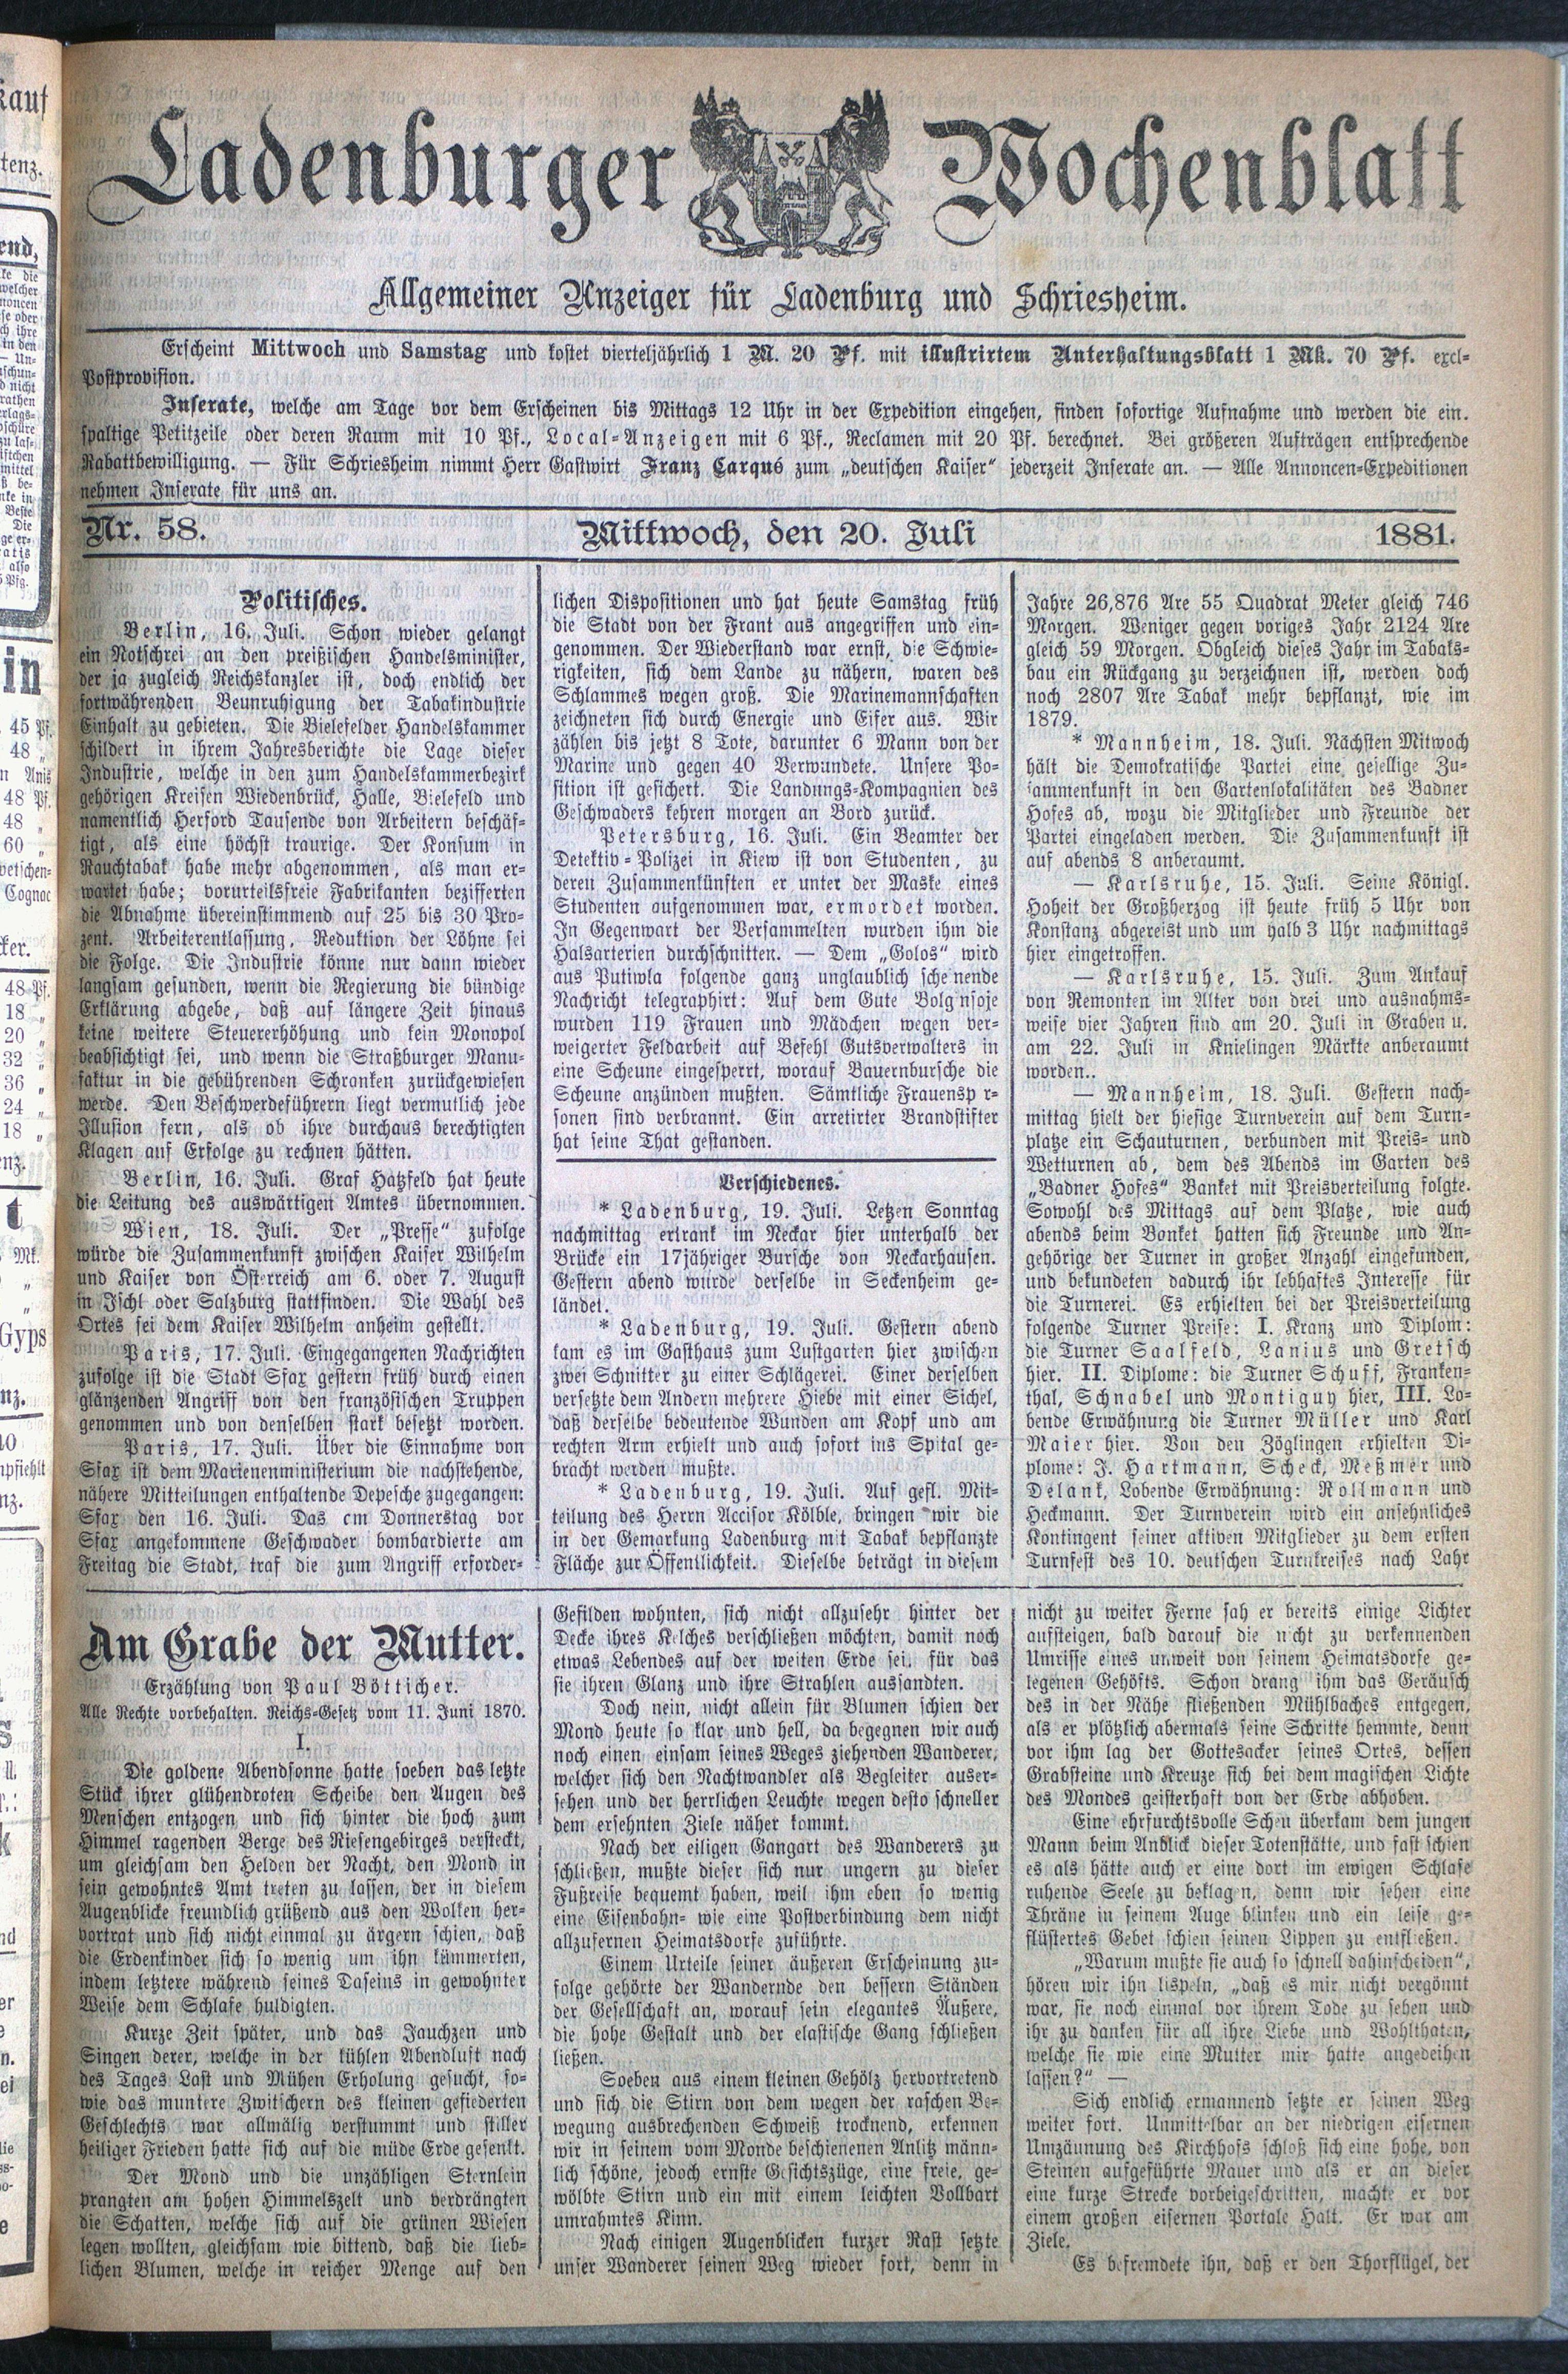 Ladenburger Wochenblatt
Allgemeiner Anzeiger für Ladenburg und Schriesheim.
Erscheint Mittwoch und Samstag und kostet vierteljährlich 1 M. 20 Pf. mit illustrirtem Unterhaltungsblatt 1 Mk. 70 Pf. excl-
Postprovision.
Inserate, welche am Tage vor dem Erscheinen bis Mittags 12 Uhr in der Expedition eingehen, finden sofortige Aufnahme und werden die ein.
spaltige Petitzeile oder deren Raum mit 10 Pf., Local-Anzeigen mit 6 Pf., Reclamen mit 20 Pf. berechnet. Bei größeren Aufträgen entsprechende
Rabattbewilligung. — Für Schriesheim nimmt Herr Gastwirt Franz Carqué zum „deutschen Kaiser“ jederzeit Inserate an. — Alle Annoncen-Expeditionen
nehmen Inserate für uns an.
Nr. 58. Mittwoch, den 20. Juli 1881.
Politisches.
Berlin, 16. Juli. Schon wieder gelangt
ein Notschrei an den preißischen Handelsminister,
der ja zugleich Reichskanzler ist, doch endlich der
fortwährenden Beunruhigung der Tabakindustrie
Einhalt zu gebieten. Die Bielefelder Handelskammer
schildert in ihrem Jahresberichte die Lage dieser
Industrie, welche in den zum Handelskammerbezirk
gehörigen Kreisen Wiedenbrück, Halle, Bielefeld und
namentlich Herford Tausende von Arbeitern beschäf-
tigt, als eine höchst traurige. Der Konsum in
Rauchtabak habe mehr abgenommen, als man er-
wartet habe; vorurteilsfreie Fabrikanten bezifferten
die Abnahme übereinstimmend auf 25 bis 30 Pro-
zent. Arbeiterentlassung, Reduktion der Löhne sei
die Folge. Die Industrie könne nur dann wieder
langsam gesunden, wenn die Regierung die bündige
Erklärung abgebe, daß auf längere Zeit hinaus
keine weitere Steuererhöhung und kein Monopol
beabsichtigt sei, und wenn die Straßburger Manu-
faktur in die gebührenden Schranken zurückgewiesen
werde. Den Beschwerdeführern liegt vermutlich jede
Illusion fern, als ob ihre durchaus berechtigten
Klagen auf Erfolge zu rechnen hätten.
Berlin, 16. Juli. Graf Hatzfeld hat heute
die Leitung des auswärtigen Amtes übernommen.
Wien, 18. Juli. Der „Presse“ zufolge
würde die Zusammenkunft zwischen Kaiser Wilhelm
und Kaiser von Österreich am 6. oder 7. August
in Ischl oder Salzburg stattfinden. Die Wahl des
Ortes sei dem Kaiser Wilhelm anheim gestellt.
Paris, 17. Juli. Eingegangenen Nachrichten
zufolge ist die Stadt Sfax gestern früh durch einen
glänzenden Angriff von den französischen Truppen
genommen und von denselben stark besetzt worden.
Paris, 17. Juli. Über die Einnahme von
Sfax ist dem Marienenministerium die nachstehende,
nähere Mitteilungen enthaltende Depesche zugegangen:
Sfax den 16. Juli. Das cm Donnerstag vor
Sfax angekommene Geschwader bombardierte am
Freitag die Stadt, traf die zum Angriff erforder-
lichen Dispositionen und hat heute Samstag früh
die Stadt von der Frant aus angegriffen und ein-
genommen. Der Wiederstand war ernst, die Schwie-
rigkeiten, sich dem Lande zu nähern, waren des
Schlammes wegen groß. Die Marinemannschaften
zeichneten sich durch Energie und Eifer aus. Wir
zählen bis jetzt 8 Tote, darunter 6 Mann von der
Marine und gegen 40 Verwundete. Unsere Po-
sition ist gesichert. Die Landungs-Kompagnien des
Geschwaders kehren morgen an Bord zurück.
Petersburg, 16. Juli. Ein Beamter der
Detektiv-Polizei in Kiew ist von Studenten, zu
deren Zusammenkünften er unter der Maske eines
Studenten aufgenommen war, ermordet worden.
In Gegenwart der Versammelten wurden ihm die
Halsarterien durchschnitten. — Dem „Golos“ wird
aus Putiwla folgende ganz unglaublich sche nende
Nachricht telegraphirt: Auf dem Gute Bolg nsoje
wurden 119 Frauen und Mädchen wegen ver-
weigerter Feldarbeit auf Befehl Gutsverwalters in
eine Scheune eingesperrt, worauf Bauernbursche die
Scheune anzünden mußten. Sämtliche Frauensp r-
sonen sind verbrannt. Ein arretirter Brandstifter
hat seine That gestanden.
Verschiedenes.
* Ladenburg, 19. Juli. Letzen Sonntag
nachmittag ertrank im Neckar hier unterhalb der
Brücke ein 17jähriger Bursche von Neckarhausen.
Gestern abend wurde derselbe in Seckenheim ge-
ländet.
* Ladenburg, 19. Juli. Gestern abend
kam es im Gasthaus zum Lustgarten hier zwischen
zwei Schnitter zu einer Schlägerei. Einer derselben
versetzte dem Andern mehrere Hiebe mit einer Sichel,
daß derselbe bedeutende Wunden am Kopf und am
rechten Arm erhielt und auch sofort ins Spital ge-
bracht werden mußte.
* Ladenburg, 19. Juli. Auf gefl. Mit-
teilung des Herrn Accisor Kölble, bringen wir die
in der Gemarkung Ladenburg mit Tabak bepflanzte
Fläche zur Öffentlichkeit. Dieselbe beträgt in diesem
Jahre 26,876 Are 55 Quadrat Meter gleich 746
Morgen. Weniger gegen voriges Jahr 2124 Are
gleich 59 Morgen. Obgleich dieses Jahr im Tabaks-
bau ein Rückgang zu verzeichnen ist, werden doch
noch 2807 Are Tabak mehr bepflanzt, wie im
1879.
* Mannheim, 18. Juli. Nächsten Mitwoch
hält die Demokratische Partei eine gesellige Zu-
sammenkunft in den Gartenlokalitäten des Badner
Hofes ab, wozu die Mitglieder und Freunde der
Partei eingeladen werden. Die Zusammenkunft ist
auf abends 8 anberaumt.
— Karlsruhe, 15. Juli. Seine Königl.
Hoheit der Großherzog ist heute früh 5 Uhr von
Konstanz abgereist und um halb 3 Uhr nachmittags
hier eingetroffen.
— Karlsruhe, 15. Juli. Zum Ankauf
von Remonten im Alter von drei und ausnahms-
weise vier Jahren sind am 20. Juli in Graben u.
am 22. Juli in Knielingen Märkte anberaumt
worden..
— Mannheim, 18. Juli. Gestern nach-
mittag hielt der hiesige Turnverein auf dem Turn-
platze ein Schauturnen, verbunden mit Preis- und
Wetturnen ab, dem des Abends im Garten des
„Badner Hofes“ Banket mit Preisverteilung folgte.
Sowohl des Mittags auf dem Platze, wie auch
abends beim Bonket hatten sich Freunde und An-
gehörige der Turner in großer Anzahl eingefunden,
und bekundeten dadurch ihr lebhaftes Interesse für
die Turnerei. Es erhielten bei der Preisverteilung
folgende Turner Preise: I. Kranz und Diplom:
die Turner Saalfeld, Lanius und Gretsch
hier. II. Diplome: die Turner Schuff, Franken-
thal, Schnabel und Montiguy hier, III. Lo-
bende Erwähnung die Turner Müller und Karl
Maier hier. Von den Zöglingen erhielten Di-
plome: J. Hartmann, Scheck, Meßmer und
Delank, Lobende Erwähnung: Rollmann und
Heckmann. Der Turnverein wird ein ansehnliches
Kontingent seiner aktiven Mitglieder zu dem ersten
Turnfest des 10. deutschen Turnkreises nach Lahr
Am Grabe der Mutter.
Erzählung von Paul Bötticher.
Alle Rechte vorbehalten. Reichs-Gesetz vom 11. Juni 1870.
I.
Die goldene Abendsonne hatte soeben das letzte
Stück ihrer glühendroten Scheibe den Augen des
Menschen entzogen und sich hinter die hoch zum
Himmel ragenden Berge des Riesengebirges versteckt,
um gleichsam den Helden der Nacht, den Mond in
sein gewohntes Amt treten zu lassen, der in diesem
Augenblicke freundlich grüßend aus den Wolken her-
vortrat und sich nicht einmal zu ärgern schien, daß
die Erdenkinder sich so wenig um ihn kümmerten,
indem letztere während seines Daseins in gewohnter
Weise dem Schlafe huldigten.
Kurze Zeit später, und das Jauchzen und
Singen derer, welche in der kühlen Abendluft nach
des Tages Last und Mühen Erholung gesucht, so-
wie das muntere Zwitschern des kleinen gefiederten
Geschlechts war allmälig verstummt und stiller
heiliger Frieden hatte sich auf die müde Erde gesenkt.
Der Mond und die unzähligen Sternlein
prangten am hohen Himmelszelt und verdrängten
die Schatten, welche sich auf die grünen Wiesen
legen wollten, gleichsam wie bittend, daß die lieb-
lichen Blumen, welche in reicher Menge auf den
Gefilden wohnten, sich nicht allzusehr hinter der
Decke ihres Kelches verschließen möchten, damit noch
etwas Lebendes auf der weiten Erde sei, für das
sie ihren Glanz und ihre Strahlen aussandten.
Doch nein, nicht allein für Blumen schien der
Mond heute so klar und hell, da begegnen wir auch
noch einen einsam seines Weges ziehenden Wanderer,
welcher sich den Nachtwandler als Begleiter auser-
sehen und der herrlichen Leuchte wegen desto schneller
dem ersehnten Ziele näher kommt.
Nach der eiligen Gangart des Wanderers zu
schließen, mußte dieser sich nur ungern zu dieser
Fußreise bequemt haben, weil ihm eben so wenig
eine Eisenbahn- wie eine Postverbindung dem nicht
allzufernen Heimatsdorfe zuführte.
Einem Urteile seiner äußeren Erscheinung zu-
folge gehörte der Wandernde den bessern Ständen
der Gesellschaft an, worauf sein elegantes Äußere,
die hohe Gestalt und der elastische Gang schließen
ließen.
Soeben aus einem kleinen Gehölz hervortretend
und sich die Stirn von dem wegen der raschen Be-
wegung ausbrechenden Schweiß trocknend, erkennen
wir in seinem vom Monde beschienenen Anlitz männ-
lich schöne, jedoch ernste Gesichtszüge, eine freie, ge-
wölbte Stirn und ein mit einem leichten Vollbart
umrahmtes Kinn.
Nach einigen Augenblicken kurzer Rast setzte
unser Wanderer seinen Weg wieder fort, denn in
nicht zu weiter Ferne sah er bereits einige Lichter
aufsteigen, bald darauf die n cht zu verkennenden
Umrisse eines unweit von seinem Heimatsdorfe ge-
legenen Gehöfts. Schon drang ihm das Geräusch
des in der Nähe fließenden Mühlbaches entgegen,
als er plötzlich abermals seine Schritte hemmte, denn
vor ihm lag der Gottesacker seines Ortes, dessen
Grabsteine und Kreuze sich bei dem magischen Lichte
des Mondes geisterhaft von der Erde abhoben.
Eine ehrfurchtsvolle Scheu überkam dem jungen
Mann beim Anblick dieser Totenstätte, und fast schien
es als hätte auch er eine dort im ewigen Schlafe
ruhende Seele zu beklag n, denn wir sehen eine
Thräne in seinem Auge blinken und ein leise ge-
flüstertes Gebet schien seinen Lippen zu entfließen.
„Warum mußte sie auch so schnell dahinscheiden“,
hören wir ihn lispeln, „daß es mir nicht vergönnt
war, sie noch einmal vor ihrem Tode zu sehen und
ihr zu danken für all ihre Liebe und Wohlthaten,
welche sie wie eine Mutter mir hatte angedeihen
lassen?“ —
Sich endlich ermannend setzte er seinen Weg
weiter fort. Unmittelbar an der niedrigen eisernen
Umzäunung des Kirchhofs schloß sich eine hohe, von
Steinen aufgeführte Mauer und als er an dieser
eine kurze Strecke vorbeigeschritten, machte er vor
einem großen eisernen Portale Halt. Er war am
Ziele.
Es befremdete ihn, daß er den Thorflügel, der